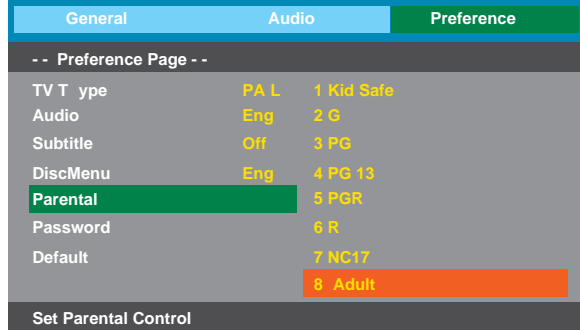 General Audio Preference
- - Preference Page - -
TV T ype PA L 1 Kid Safe
Audio Eng 2 G
Subtitle Off 3 PG
DiscMenu Eng 4 PG 13
Parental 5 PGR
Password 6 R
Default 7 NC17
8 Adult
Set Parental Control